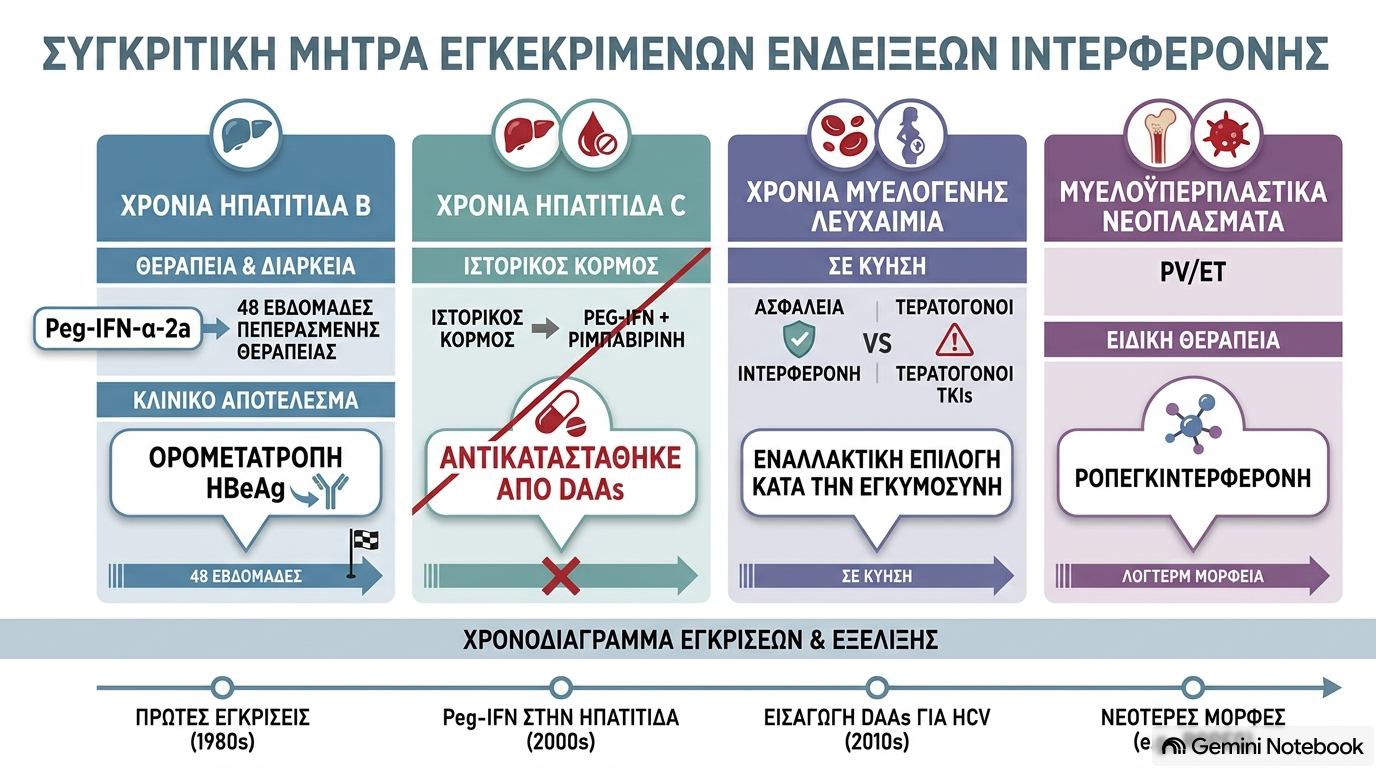 ΣΥΓΚΡΙΤΙΚΗ ΜΗΤΡΑ ΕΓΚΕΚΡΙΜΕΝΩΝ ΕΝΔΕΙΞΕΩΝ ΙΝΤΕΡΦΕΡΟΝΗΣ
ΧΡΟΝΙΑ ΗΠΑΤΙΤΙΔΑ Β
ΘΕΡΑΠΕΙΑ & ΔΙΑΡΚΕΙΑ
Peg-IFN-α-2a
48 ΕΒΔΟΜΑΔΕΣ
ΠΕΠΕΡΑΣΜΕΝΗΣ
ΘΕΡΑΠΕΙΑΣ
ΚΛΙΝΙΚΟ ΑΠΟΤΕΛΕΣΜΑ
ΟΡΟΜΕΤΑΤΡΟΠΗ
HBeAg
48 ΕΒΔΟΜΑΔΕΣ
ΧΡΟΝΙΑ ΗΠΑΤΙΤΙΔΑ C
ΙΣΤΟΡΙΚΟΣ ΚΟΡΜΟΣ
ΙΣΤΟΡΙΚΟΣ
ΚΟΡΜΟΣ
PEG-IFN +
ΡΙΜΠΑΒΙΡΙΝΗ
ΑΝΤΙΚΑΤΑΣΤΑΘΗΚΕ
ΑΠΟ DAAs
ΧΡΟΝΙΑ ΜΥΕΛΟΓΕΝΗΣ
ΛΕΥΧΑΙΜΙΑ
ΣΕ ΚΥΗΣΗ
ΑΣΦΑΛΕΙΑ
ΙΝΤΕΡΦΕΡΟΝΗ
VS
ΤΕΡΑΤΟΓΟΝΟΙ
ΤΕΡΑΤΟΓΟΝΟΙ
TKIs
ΕΝΑΛΛΑΚΤΙΚΗ ΕΠΙΛΟΓΗ
ΚΑΤΑ ΤΗΝ ΕΓΚΥΜΟΣΥΝΗ
ΣΕ ΚΥΗΣΗ
ΜΥΕΛΟΫΠΕΡΠΛΑΣΤΙΚΑ
ΝΕΟΠΛΑΣΜΑΤΑ
PV/ET
ΕΙΔΙΚΗ ΘΕΡΑΠΕΙΑ
ΡΟΠΕΓΚΙΝΤΕΡΦΕΡΟΝΗ
ΛΟΓΤΕΡΜ ΜΟΡΦΕΙΑ
ΧΡΟΝΟΔΙΑΓΡΑΜΜΑ ΕΓΚΡΙΣΕΩΝ & ΕΞΕΛΙΞΗΣ
ΠΡΩΤΕΣ ΕΓΚΡΙΣΕΙΣ
(1980s)
Peg-IFN ΣΤΗΝ ΗΠΑΤΙΤΙΔΑ
(2000s)
ΕΙΣΑΓΩΓΗ DAAs ΓΙΑ HCV
(2010s)
ΝΕΟΤΕΡΕΣ ΜΟΡΦΕΣ
Gemini Notebook